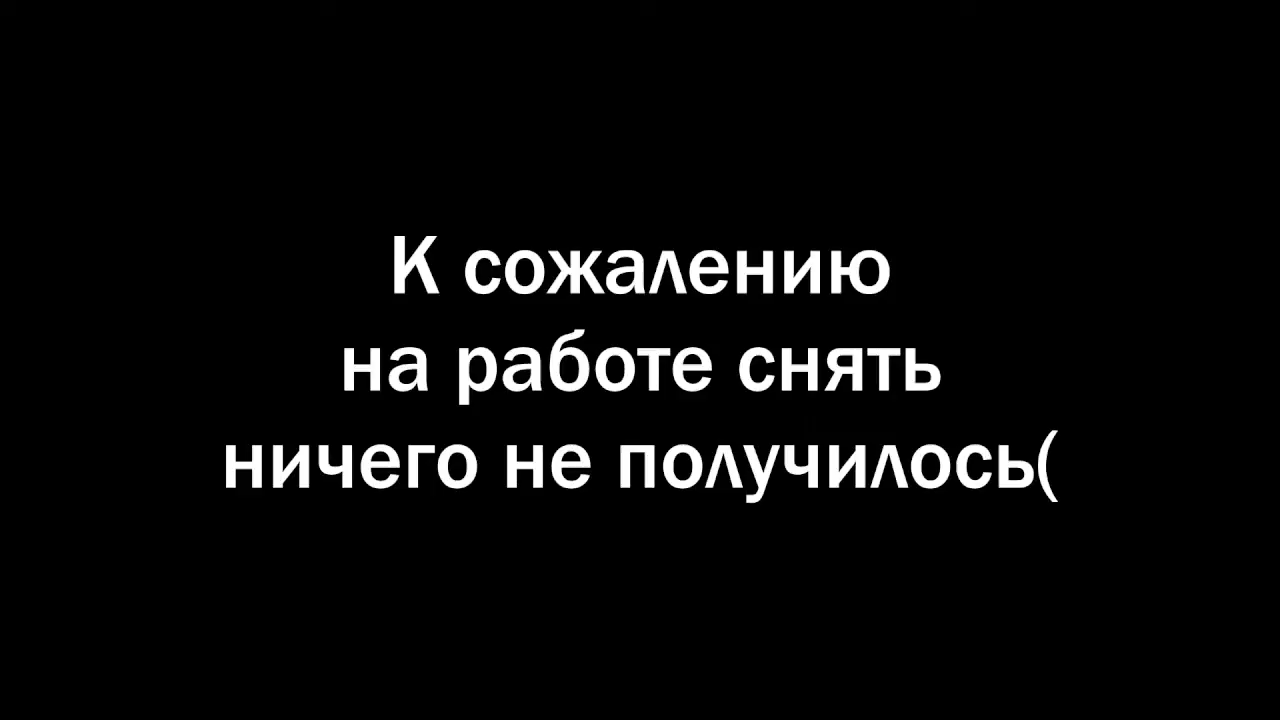 К сожалению
на работе снять
ничего не получилось(